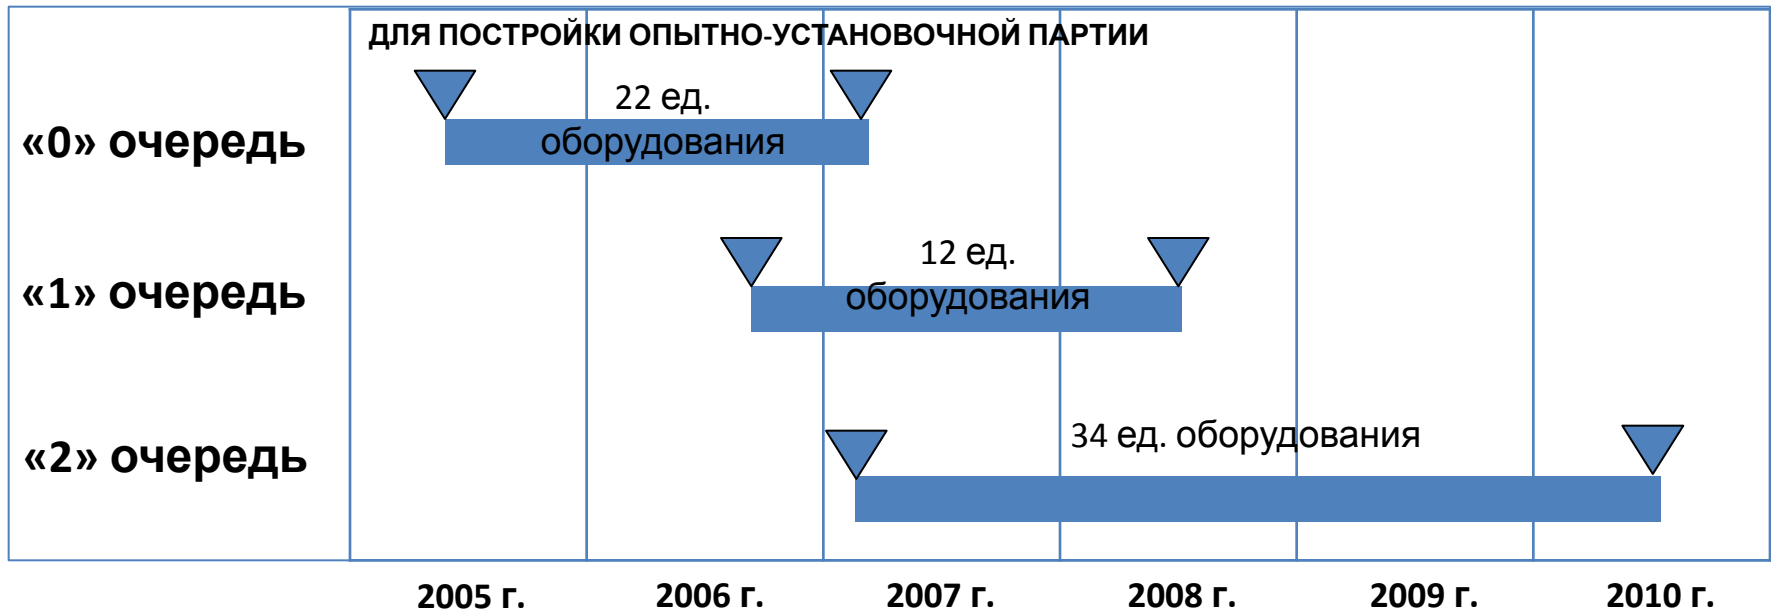 ДЛЯ ПОСТРОЙКИ ОПЫТНО-УСТАНОВОЧНОЙ ПАРТИИ
«0» очередь
22 ед.
оборудования
«1» очередь
12 ед.
оборудования
«2» очередь
34 ед. оборудования
2005 г.
2006 г.
2007 г.
2008 г.
2009 г.
2010 г.